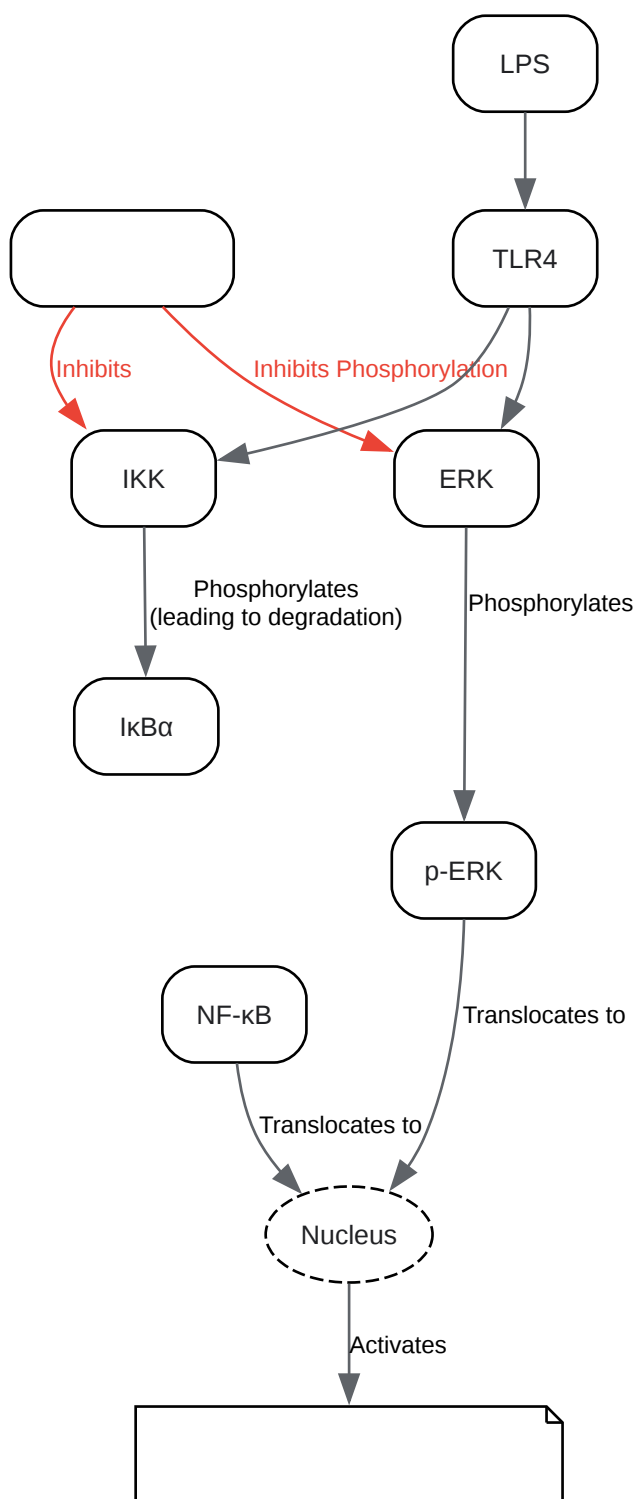 LPS
TLR4
Inhibits
Inhibits Phosphorylation
IKK
ERK
Phosphorylates
(leading to degradation)
Phosphorylates
IκBα
p-ERK
NF-κB
Translocates to
Translocates to
Nucleus
Activates